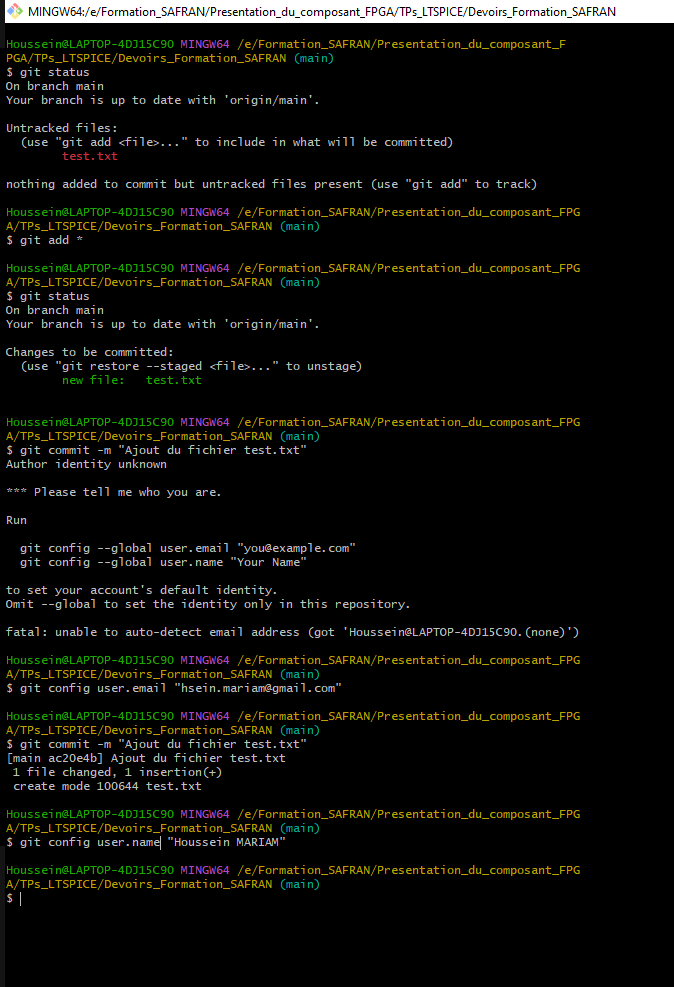 MINGW64:/e/Formation_SAFRAN/Presentation_du_composant_FPGA/TPs_LTSPICE/Devoirs_Formation_SAFRAN
Houssein@LAPTOP-4DJ15C9O MINGW64 /e/Formation_SAFRAN/Presentation_du_composant_F
PGA/TPs_LTSPICE/Devoirs_Formation_SAFRAN (main)
$ git status
On branch main
Your branch is up to date with 'origin/main'.
Untracked files:
  (use "git add <file>..." to include in what will be committed)
        test.txt
nothing added to commit but untracked files present (use "git add" to track)
Houssein@LAPTOP-4DJ15C9O MINGW64 /e/Formation_SAFRAN/Presentation_du_composant_FPG
A/TPs_LTSPICE/Devoirs_Formation_SAFRAN (main)
$ git add *
Houssein@LAPTOP-4DJ15C9O MINGW64 /e/Formation_SAFRAN/Presentation_du_composant_FPG
A/TPs_LTSPICE/Devoirs_Formation_SAFRAN (main)
$ git status
On branch main
Your branch is up to date with 'origin/main'.
Changes to be committed:
  (use "git restore --staged <file>..." to unstage)
        new file:   test.txt
Houssein@LAPTOP-4DJ15C9O MINGW64 /e/Formation_SAFRAN/Presentation_du_composant_FPG
A/TPs_LTSPICE/Devoirs_Formation_SAFRAN (main)
$ git commit -m "Ajout du fichier test.txt"
Author identity unknown
*** Please tell me who you are.
Run
  git config --global user.email "you@example.com"
  git config --global user.name "Your Name"
to set your account's default identity.
Omit --global to set the identity only in this repository.
fatal: unable to auto-detect email address (got 'Houssein@LAPTOP-4DJ15C9O.(none)')
Houssein@LAPTOP-4DJ15C9O MINGW64 /e/Formation_SAFRAN/Presentation_du_composant_FPG
A/TPs_LTSPICE/Devoirs_Formation_SAFRAN (main)
$ git config user.email "hsein.mariam@gmail.com"
Houssein@LAPTOP-4DJ15C9O MINGW64 /e/Formation_SAFRAN/Presentation_du_composant_FPG
A/TPs_LTSPICE/Devoirs_Formation_SAFRAN (main)
$ git commit -m "Ajout du fichier test.txt"
[main ac20e4b] Ajout du fichier test.txt
 1 file changed, 1 insertion(+)
 create mode 100644 test.txt
Houssein@LAPTOP-4DJ15C9O MINGW64 /e/Formation_SAFRAN/Presentation_du_composant_FPG
A/TPs_LTSPICE/Devoirs_Formation_SAFRAN (main)
$ git config user.name "Houssein MARIAM"
Houssein@LAPTOP-4DJ15C9O MINGW64 /e/Formation_SAFRAN/Presentation_du_composant_FPG
A/TPs_LTSPICE/Devoirs_Formation_SAFRAN (main)
$